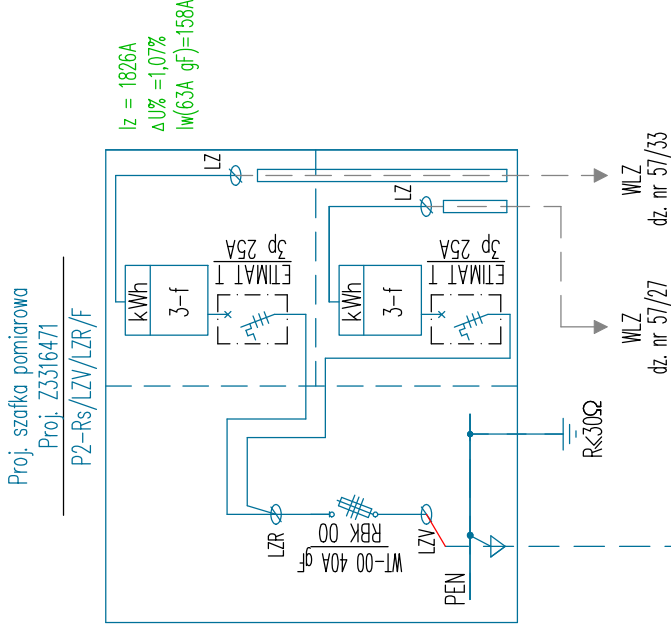 Proj. szafka pomiarowa
Proj. Z3316471
P2-Rs/LZV/LZR/F
Iz = 1826A
ΔU% =1,07%
Iw(63A gF)=158A
LZ
kWh
3-f
ETIMAT T
3p 25A
LZ
kWh
3-f
ETIMAT T
3p 25A
WLZ
dz. nr 57/33
WLZ
dz. nr 57/27
LZR
WT-00 40A gF
RBK 00
LZV
PEN
R<<30Ω